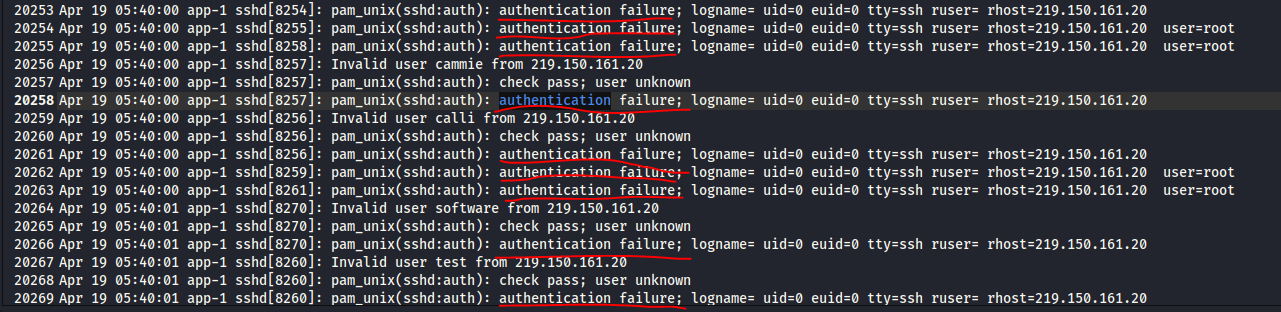 20253 Apr 19 05:40:00 app-1 sshd[8254]: pam_unix(sshd:auth): authentication failure; logname= uid=0 euid=0 tty=ssh ruser= rhost=219.150.161.20
20254 Apr 19 05:40:00 app-1 sshd[8255]: pam_unix(sshd:auth): authentication failure; logname= uid=0 euid=0 tty=ssh ruser= rhost=219.150.161.20  user=root
20255 Apr 19 05:40:00 app-1 sshd[8258]: pam_unix(sshd:auth): authentication failure; logname= uid=0 euid=0 tty=ssh ruser= rhost=219.150.161.20  user=root
20256 Apr 19 05:40:00 app-1 sshd[8257]: Invalid user cammie from 219.150.161.20
20257 Apr 19 05:40:00 app-1 sshd[8257]: pam_unix(sshd:auth): check pass; user unknown
20258 Apr 19 05:40:00 app-1 sshd[8257]: pam_unix(sshd:auth): authentication failure; logname= uid=0 euid=0 tty=ssh ruser= rhost=219.150.161.20
20259 Apr 19 05:40:00 app-1 sshd[8256]: Invalid user calli from 219.150.161.20
20260 Apr 19 05:40:00 app-1 sshd[8256]: pam_unix(sshd:auth): check pass; user unknown
20261 Apr 19 05:40:00 app-1 sshd[8256]: pam_unix(sshd:auth): authentication failure; logname= uid=0 euid=0 tty=ssh ruser= rhost=219.150.161.20
20262 Apr 19 05:40:00 app-1 sshd[8259]: pam_unix(sshd:auth): authentication failure; logname= uid=0 euid=0 tty=ssh ruser= rhost=219.150.161.20  user=root
20263 Apr 19 05:40:00 app-1 sshd[8261]: pam_unix(sshd:auth): authentication failure; logname= uid=0 euid=0 tty=ssh ruser= rhost=219.150.161.20  user=root
20264 Apr 19 05:40:01 app-1 sshd[8270]: Invalid user software from 219.150.161.20
20265 Apr 19 05:40:01 app-1 sshd[8270]: pam_unix(sshd:auth): check pass; user unknown
20266 Apr 19 05:40:01 app-1 sshd[8270]: pam_unix(sshd:auth): authentication failure; logname= uid=0 euid=0 tty=ssh ruser= rhost=219.150.161.20
20267 Apr 19 05:40:01 app-1 sshd[8260]: Invalid user test from 219.150.161.20
20268 Apr 19 05:40:01 app-1 sshd[8260]: pam_unix(sshd:auth): check pass; user unknown
20269 Apr 19 05:40:01 app-1 sshd[8260]: pam_unix(sshd:auth): authentication failure; logname= uid=0 euid=0 tty=ssh ruser= rhost=219.150.161.20